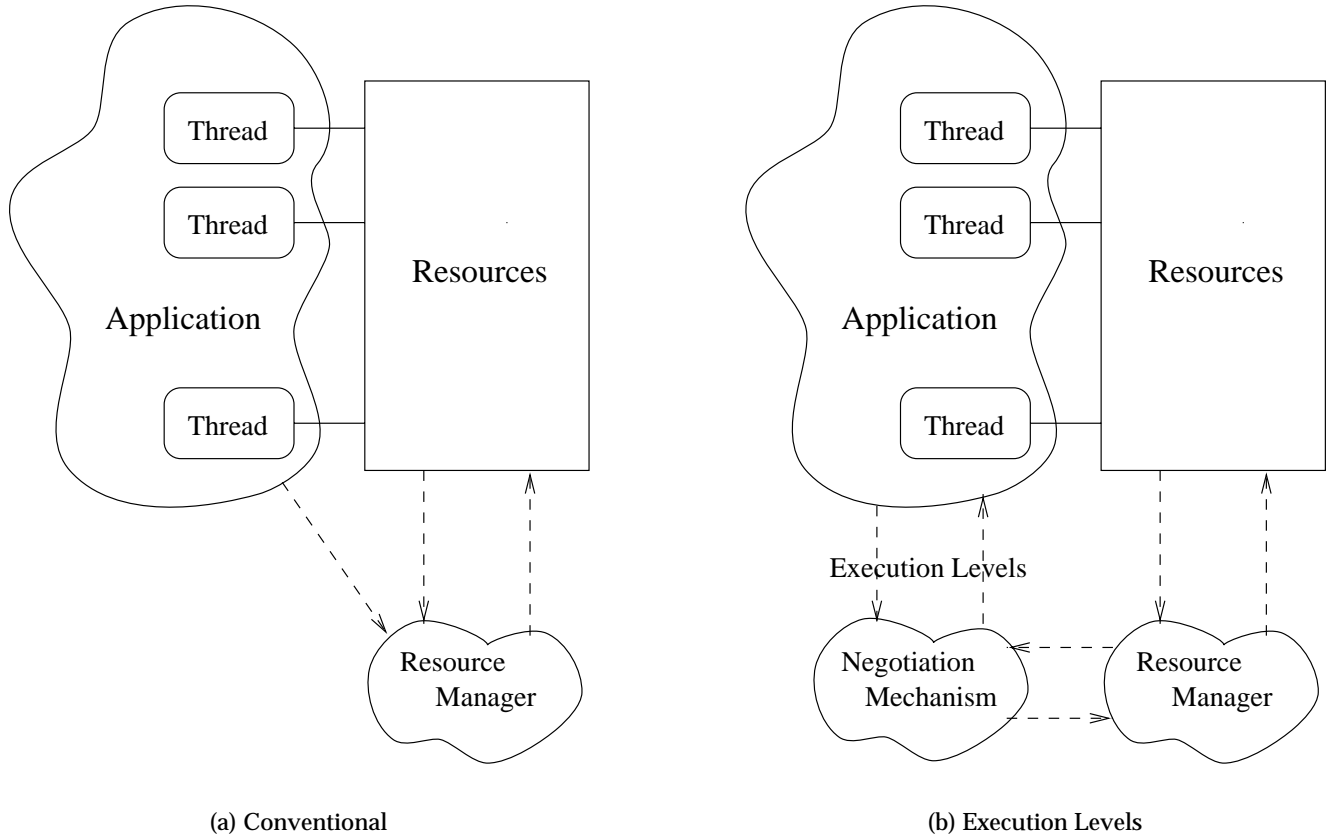 Thread
Thread
Resources
Application
Thread
Resource
Manager
(a) Conventional
Thread
Thread
Resources
Application
Thread
Execution Levels
Negotiation
Mechanism
Resource
Manager
(b) Execution Levels